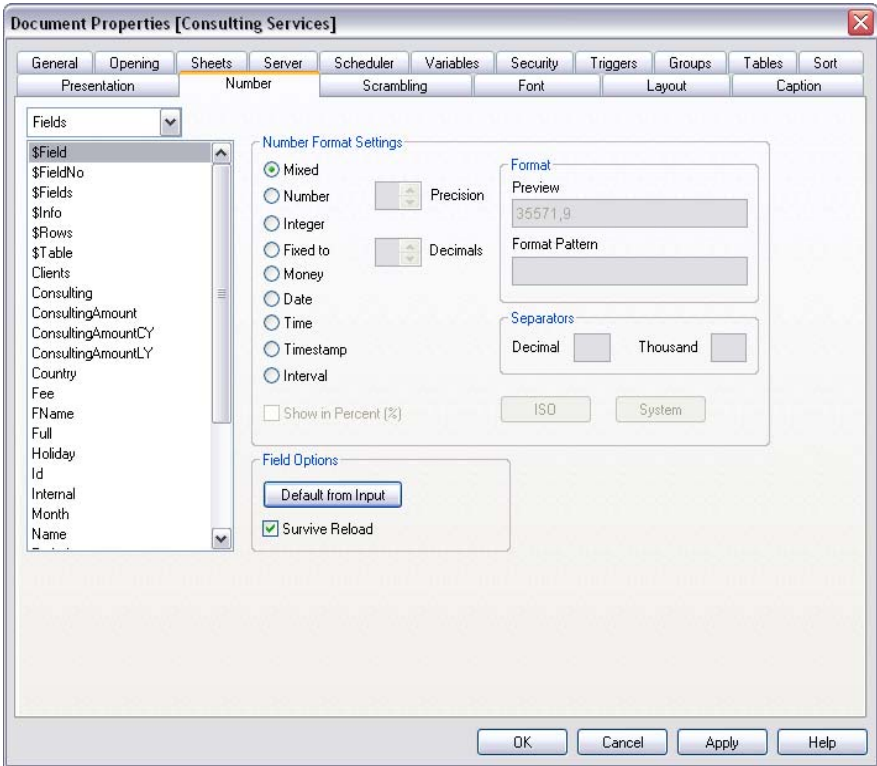 Document Properties [Consulting Services]
General Opening Sheets Server Scheduler Variables Security Triggers Groups Tables Sort
Presentation Number Scrambling Font Layout Caption
Fields
$Field
$FieldNo
$Fields
$Info
$Rows
$Table
Clients
Consulting
ConsultingAmount
ConsultingAmountCY
ConsultingAmountLY
Country
Fee
FName
Full
Holiday
Id
Internal
Month
Name
Number Format Settings
Mixed
Number Precision
Integer
Fixed to Decimals
Money
Date
Time
Timestamp
Interval
Show in Percent (%)
Format
Preview
35571,9
Format Pattern
Separators
Decimal Thousand
ISO System
Field Options
Default from Input
Survive Reload
OK Cancel Apply Help